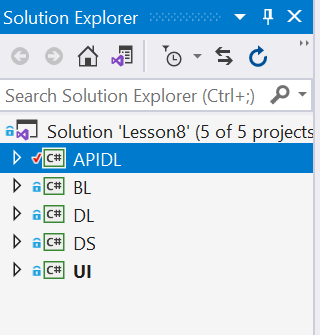 Solution Explorer
Search Solution Explorer (Ctrl+;)
Solution 'Lesson8' (5 of 5 projects
C# APIDL
C# BL
C# DL
C# DS
C# UI